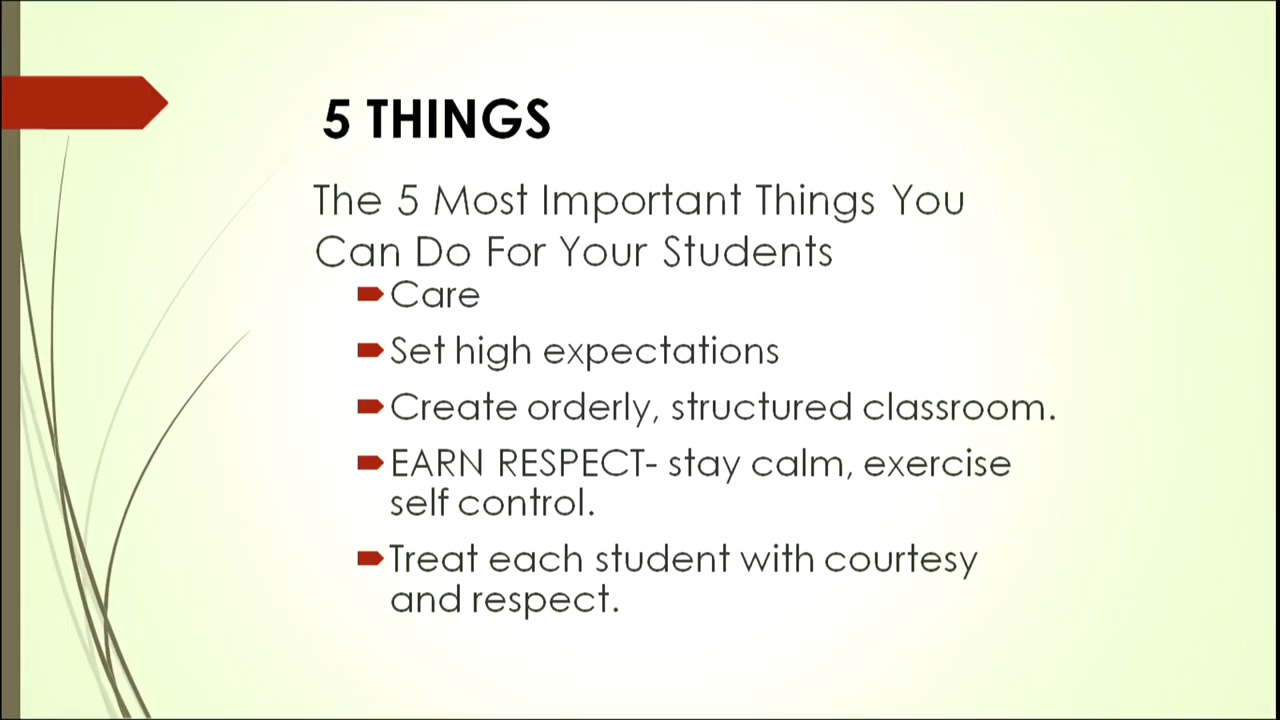 5 THINGS
The 5 Most Important Things You
Can Do For Your Students
Care
Set high expectations
Create orderly, structured classroom.
EARN RESPECT- stay calm, exercise
self control.
Treat each student with courtesy
and respect.